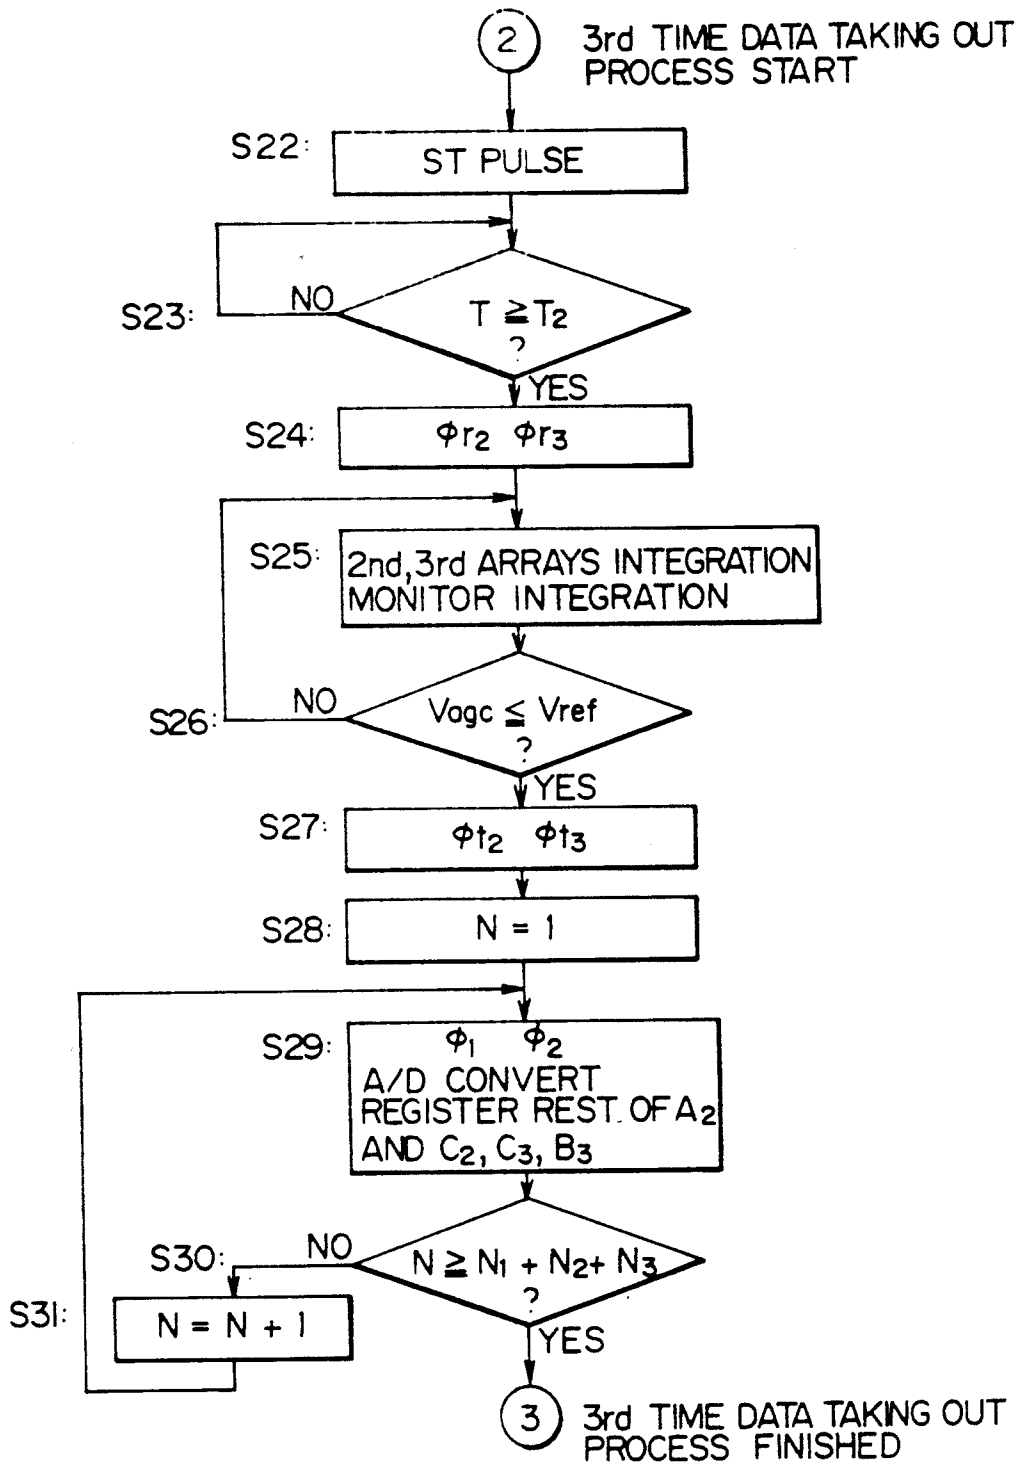 2
3rd TIME DATA TAKING OUT
PROCESS START
S22:
ST PULSE
NO
S23:
T ≧ T2
?
YES
S24:
φr2 φr3
S25:
2nd,3rd ARRAYS INTEGRATION
MONITOR INTEGRATION
NO
S26:
Vagc ≦ Vref
?
YES
S27:
φt2 φt3
S28:
N = 1
S29:
φ1 φ2
A/D CONVERT
REGISTER REST. OF A2
AND C2, C3, B3
NO
S30:
N ≧ N1 + N2 + N3
?
S31:
N = N + 1
YES
3
3rd TIME DATA TAKING OUT
PROCESS FINISHED